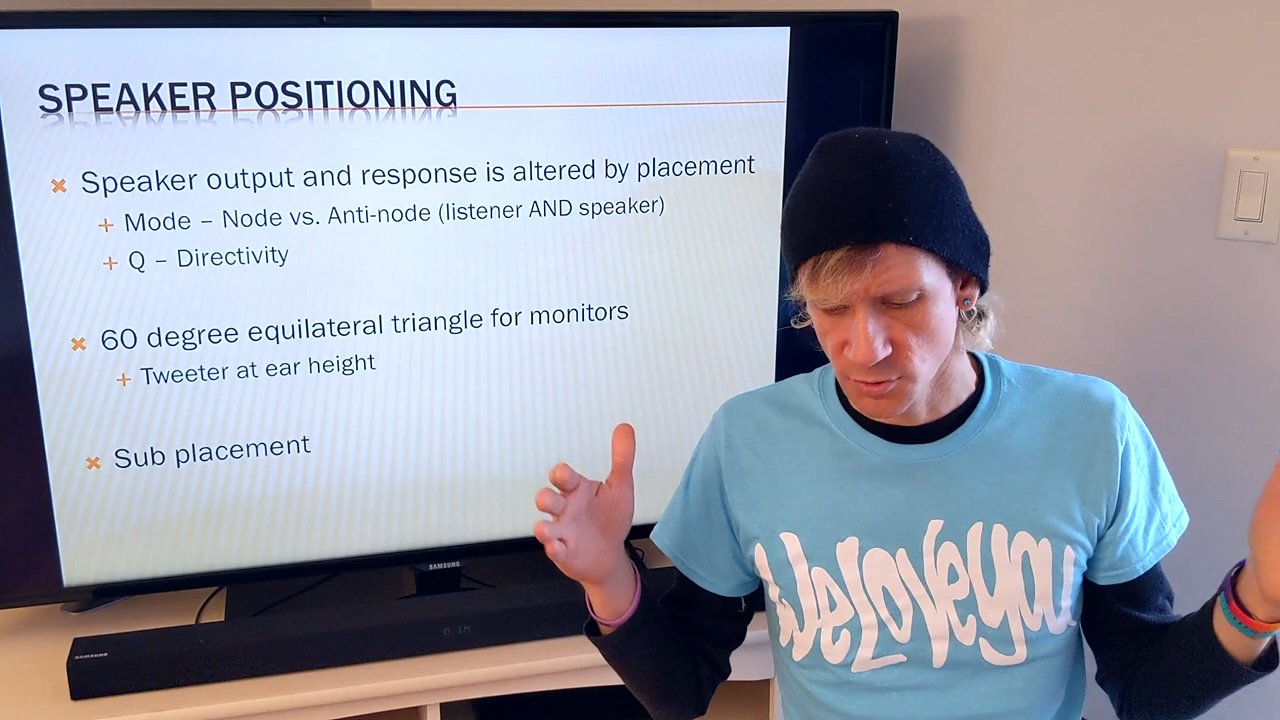 SPEAKER POSITIONING
Speaker output and response is altered by placement
Mode – Node vs. Anti-node (listener AND speaker)
Q – Directivity
60 degree equilateral triangle for monitors
Tweeter at ear height
Sub placement
SAMSUNG
SAMSUNG
WeLoveyou